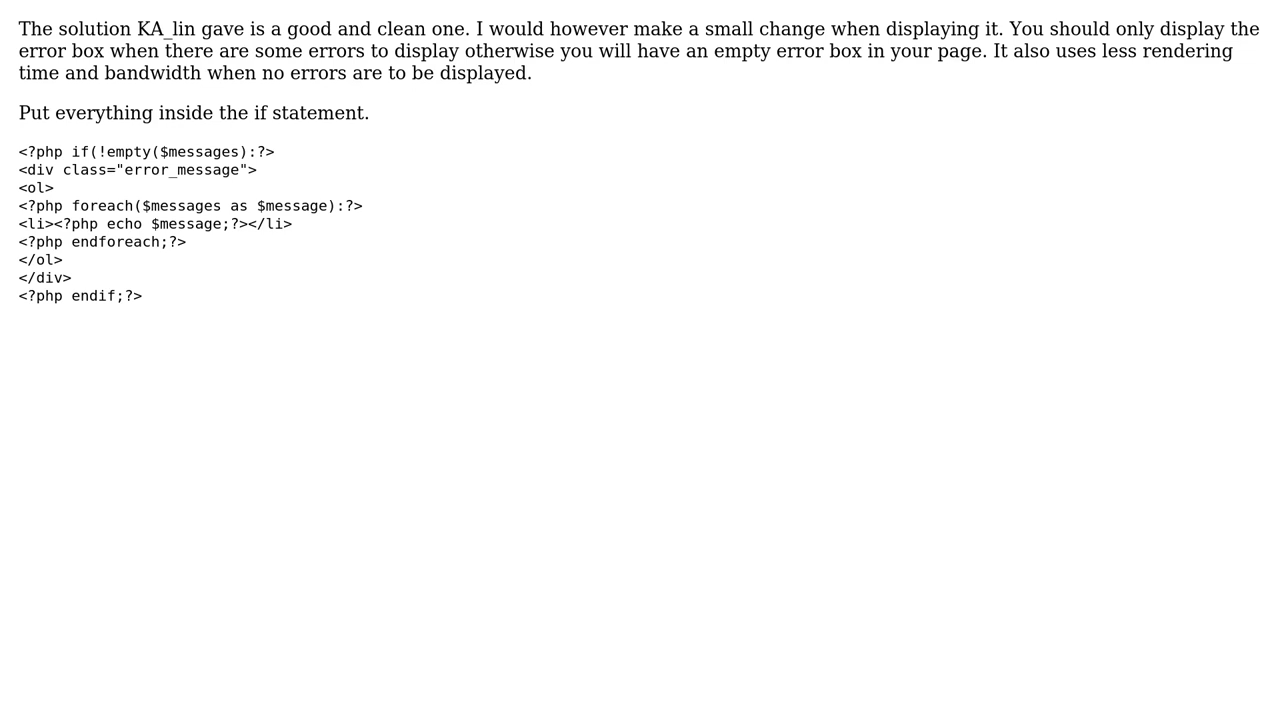 The solution KA_lin gave is a good and clean one. I would however make a small change when displaying it. You should only display the
error box when there are some errors to display otherwise you will have an empty error box in your page. It also uses less rendering
time and bandwidth when no errors are to be displayed.
Put everything inside the if statement.
<?php if(!empty($messages):?>
<div class="error_message">
<ol>
<?php foreach($messages as $message):?>
<li><?php echo $message;?></li>
<?php endforeach;?>
</ol>
</div>
<?php endif;?>